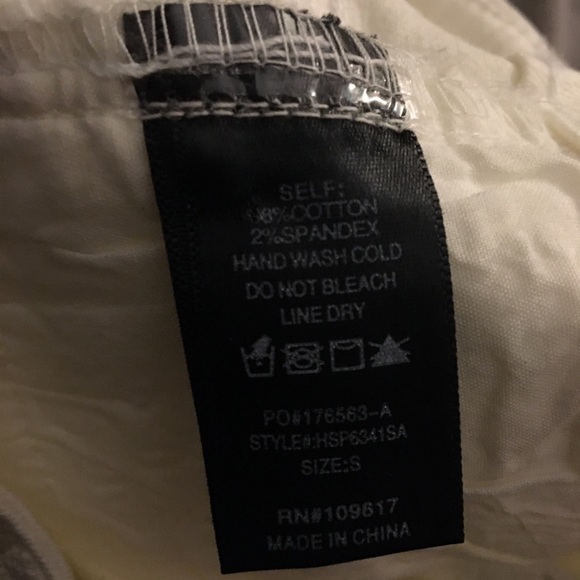 SELF:
98%COTTON
2%SPANDEX
HAND WASH COLD
DO NOT BLEACH
LINE DRY
PO#176563-A
STYLE#:HSP6341SA
SIZE:S
RN#109617
MADE IN CHINA